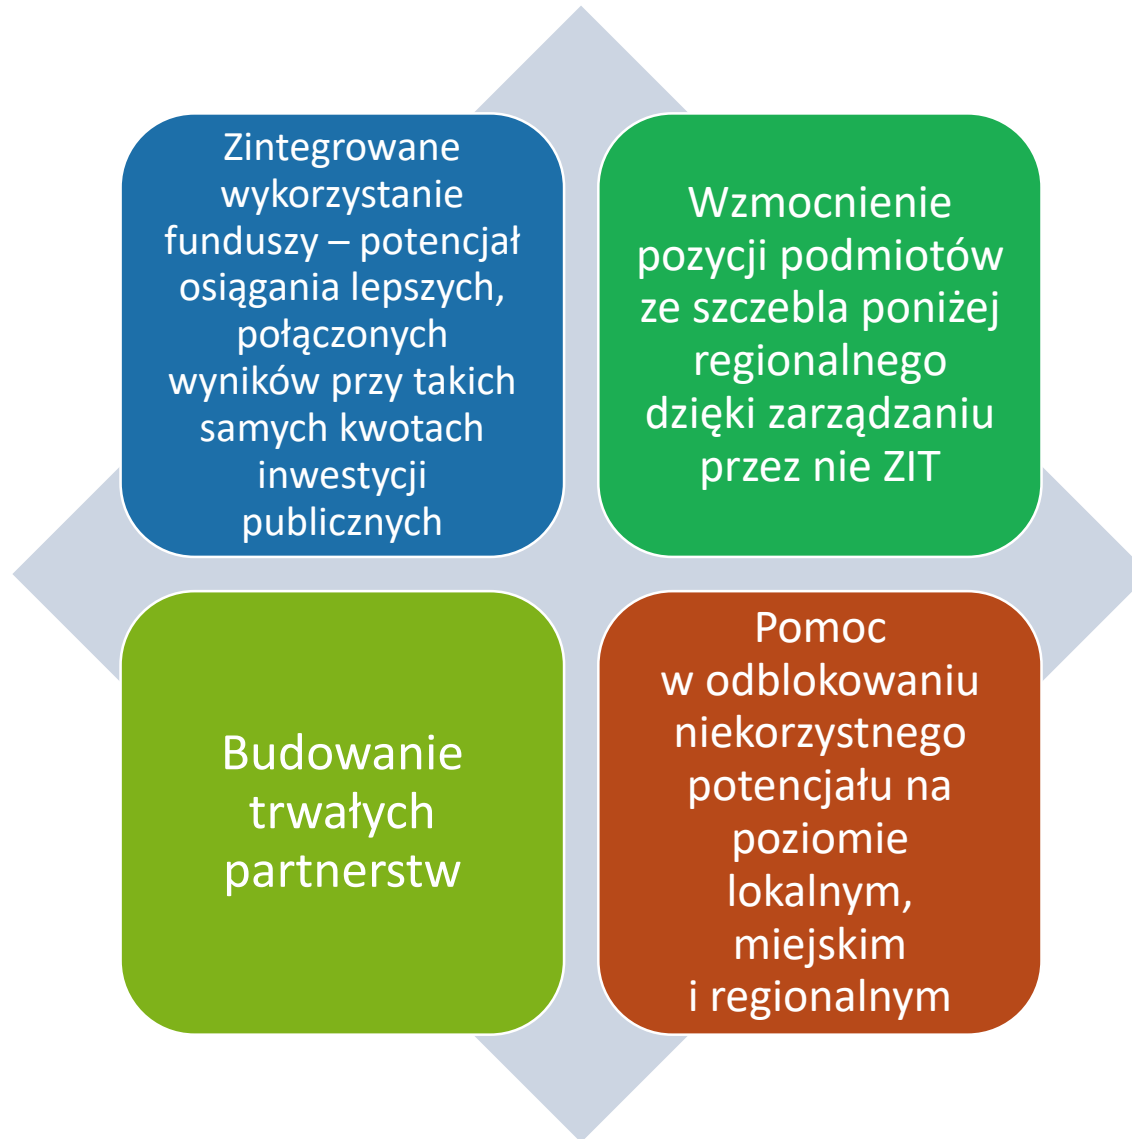 Zintegrowane
wykorzystanie
funduszy – potencjał
osiągania lepszych,
połączonych
wyników przy takich
samych kwotach
inwestycji
publicznych
Wzmocnienie
pozycji podmiotów
ze szczebla poniżej
regionalnego
dzięki zarządzaniu
przez nie ZIT
Budowanie
trwałych
partnerstw
Pomoc
w odblokowaniu
niekorzystnego
potencjału na
poziomie
lokalnym,
miejskim
i regionalnym